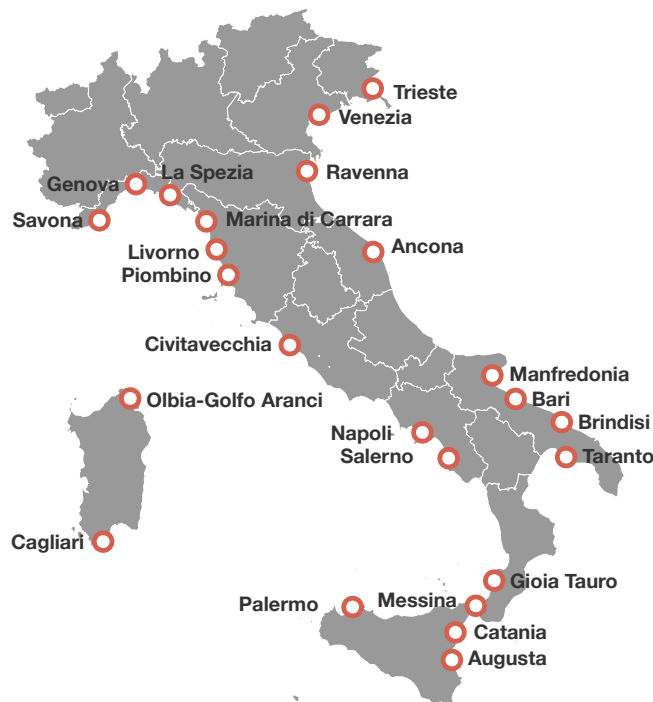 Trieste
Venezia
La Spezia
Ravenna
Genova
Savona
Marina di Carrara
Ancona
Livorno
Piombino
Civitavecchia
Manfredonia
Olbia-Golfo Aranci
Bari
Brindisi
Napoli
Salerno
Taranto
Cagliari
Gioia Tauro
Messina
Palermo
Catania
Augusta